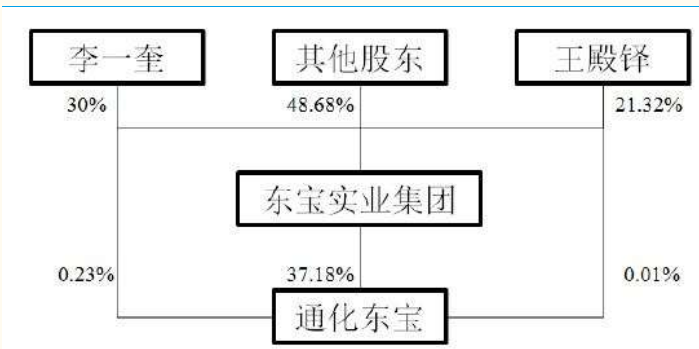 李一奎 其他股东 王殿铎
30% 48.68% 21.32%
东宝实业集团
0.23% 37.18% 0.01%
通化东宝